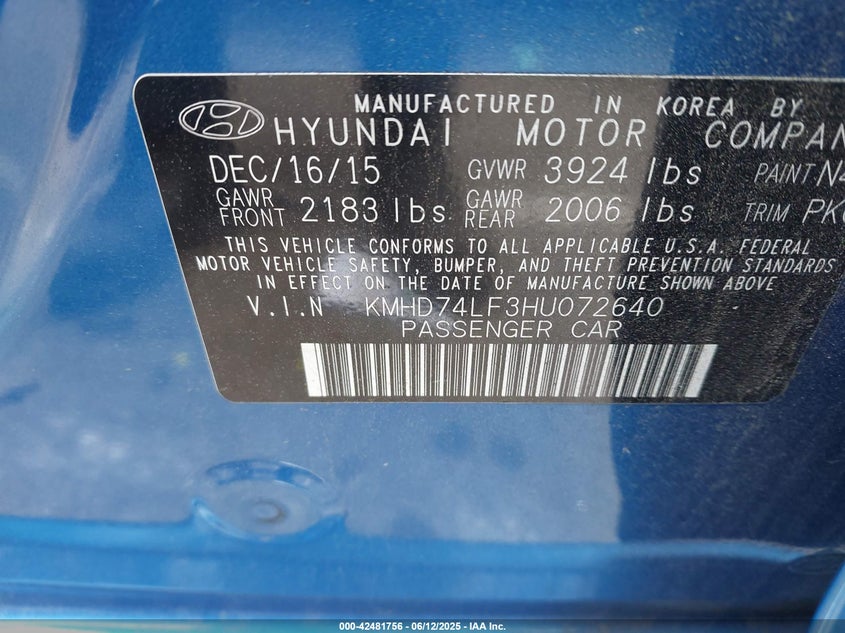 MANUFACTURED IN KOREA BY
HYUNDAI MOTOR COMPAN
DEC/16/15 GVWR 3924 lbs PAINT N4
GAWR FRONT 2183 lbs GAWR REAR 2006 lbs TRIM PK
THIS VEHICLE CONFORMS TO ALL APPLICABLE U.S.A. FEDERAL
MOTOR VEHICLE SAFETY, BUMPER, AND THEFT PREVENTION STANDARDS
IN EFFECT ON THE DATE OF MANUFACTURE SHOWN ABOVE
V.I.N KMHD74LF3HU072640
PASSENGER CAR
000-42481756 - 06/12/2025 - IAA Inc.